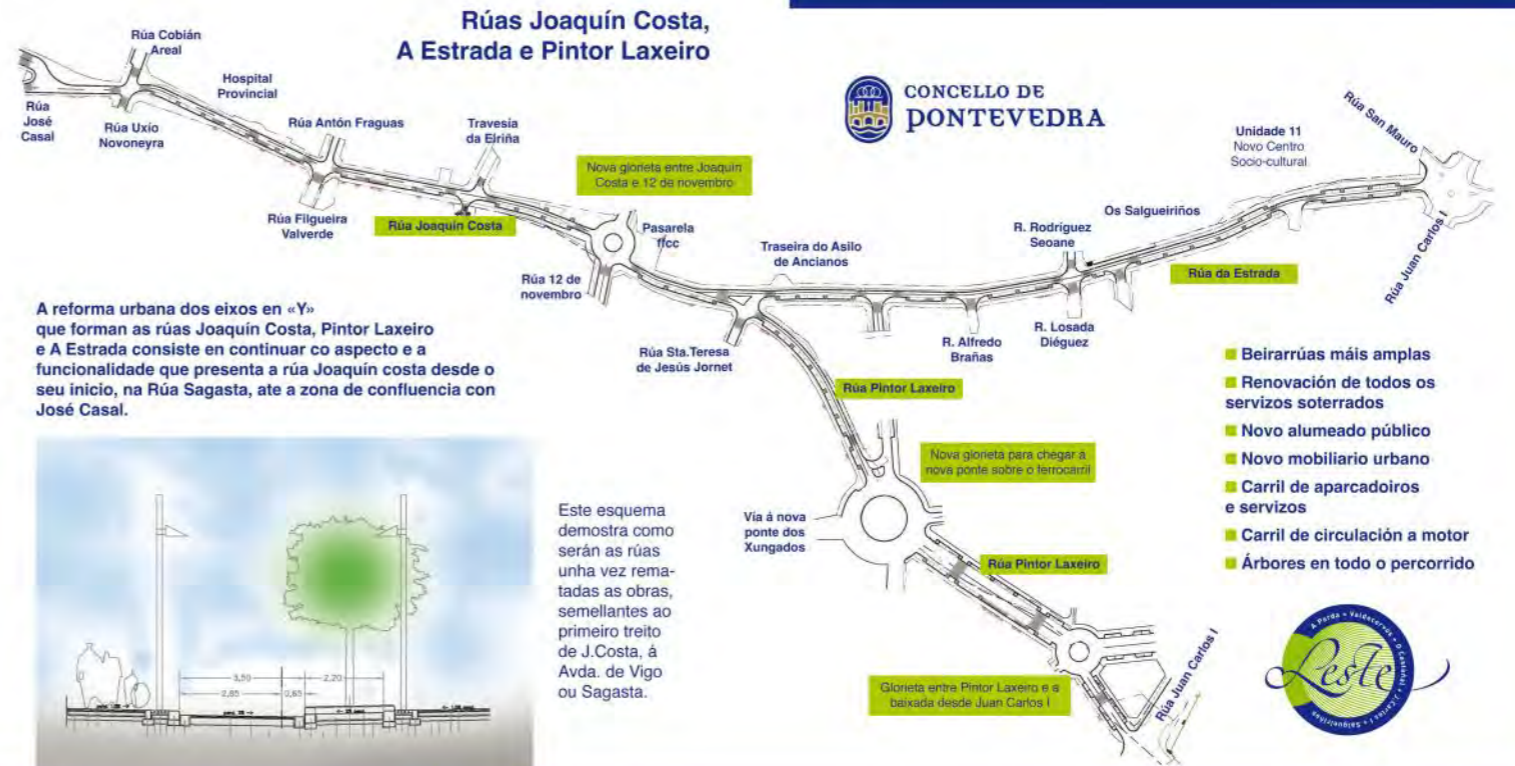 Rúas Joaquín Costa,
A Estrada e Pintor Laxeiro
CONCELLO DE
PONTEVEDRA
Rúa Cobián
Areal
Hospital
Provincial
Rúa
José
Casal
Rúa Uxío
Novoneyra
Rúa Antón Fraguas
Travesía
da Eiriña
Rúa Filgueira
Valverde
Rúa Joaquín Costa
Nova glorieta entre Joaquín
Costa e 12 de novembro
Pasarela
ffcc
Rúa 12 de
novembro
Traseira do Asilo
de Ancianos
R. Rodríguez
Seoane
Os Salgueiriños
Unidade 11
Novo Centro
Socio-cultural
Rúa San Mauro
Rúa Juan Carlos I
Rúa da Estrada
Rúa Sta.Teresa
de Jesús Jornet
R. Alfredo
Brañas
R. Losada
Diéguez
Rúa Pintor Laxeiro
Nova glorieta para chegar á
nova ponte sobre o ferrocarril
Vía á nova
ponte dos
Xungados
Rúa Pintor Laxeiro
Glorieta entre Pintor Laxeiro e a
baixada desde Juan Carlos I
Rúa Juan Carlos I
A reforma urbana dos eixos en «Y»
que forman as rúas Joaquín Costa, Pintor Laxeiro
e A Estrada consiste en continuar co aspecto e a
funcionalidade que presenta a rúa Joaquín costa desde o
seu inicio, na Rúa Sagasta, ate a zona de confluencia con
José Casal.
3,50
2,20
2,85
0,65
Este esquema
demostra como
serán as rúas
unha vez rema-
tadas as obras,
semellantes ao
primeiro treito
de J.Costa, á
Avda. de Vigo
ou Sagasta.
Beirarrúas máis amplas
Renovación de todos os
servizos soterrados
Novo alumeado público
Novo mobiliario urbano
Carril de aparcadoiros
e servizos
Carril de circulación a motor
Árbores en todo o percorrido
A Parda • Valdecorvos • O Castañal • J.Carlos I • Salgueiriños
Leste